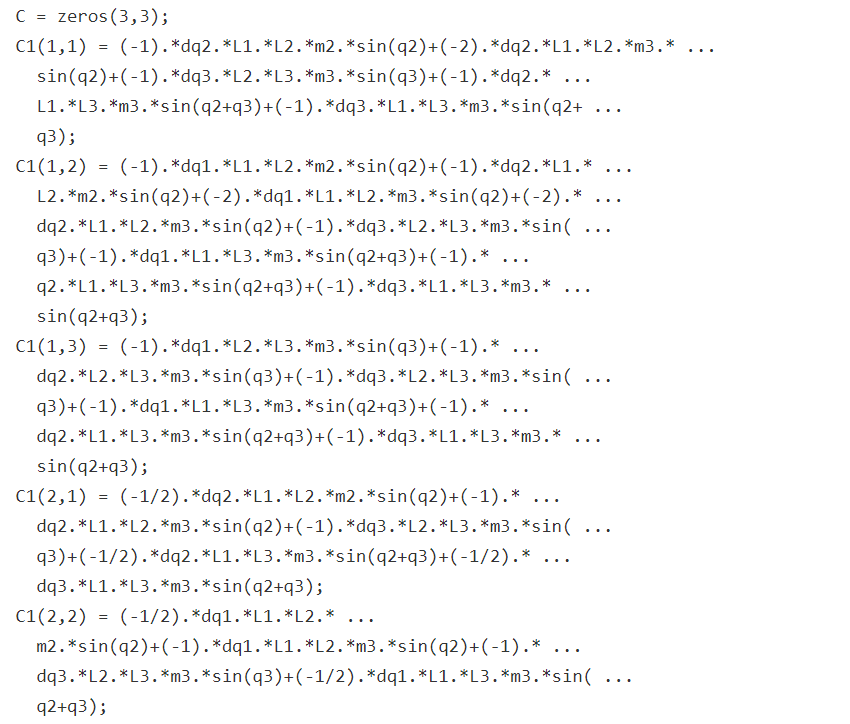 C = zeros(3,3);
C1(1,1) = (-1).*dq2.*L1.*L2.*m2.*sin(q2)+(-2).*dq2.*L1.*L2.*m3.* ...
sin(q2)+(-1).*dq3.*L2.*L3.*m3.*sin(q3)+(-1).*dq2.* ...
L1.*L3.*m3.*sin(q2+q3)+(-1).*dq3.*L1.*L3.*m3.*sin(q2+ ...
q3);
C1(1,2) = (-1).*dq1.*L1.*L2.*m2.*sin(q2)+(-1).*dq2.*L1.* ...
L2.*m2.*sin(q2)+(-2).*dq1.*L1.*L2.*m3.*sin(q2)+(-2).* ...
dq2.*L1.*L2.*m3.*sin(q2)+(-1).*dq3.*L2.*L3.*m3.*sin( ...
q3)+(-1).*dq1.*L1.*L3.*m3.*sin(q2+q3)+(-1).* ...
q2.*L1.*L3.*m3.*sin(q2+q3)+(-1).*dq3.*L1.*L3.*m3.* ...
sin(q2+q3);
C1(1,3) = (-1).*dq1.*L2.*L3.*m3.*sin(q3)+(-1).* ...
dq2.*L2.*L3.*m3.*sin(q3)+(-1).*dq3.*L2.*L3.*m3.*sin( ...
q3)+(-1).*dq1.*L1.*L3.*m3.*sin(q2+q3)+(-1).* ...
dq2.*L1.*L3.*m3.*sin(q2+q3)+(-1).*dq3.*L1.*L3.*m3.* ...
sin(q2+q3);
C1(2,1) = (-1/2).*dq2.*L1.*L2.*m2.*sin(q2)+(-1).* ...
dq2.*L1.*L2.*m3.*sin(q2)+(-1).*dq3.*L2.*L3.*m3.*sin( ...
q3)+(-1/2).*dq2.*L1.*L3.*m3.*sin(q2+q3)+(-1/2).* ...
dq3.*L1.*L3.*m3.*sin(q2+q3);
C1(2,2) = (-1/2).*dq1.*L1.*L2.* ...
m2.*sin(q2)+(-1).*dq1.*L1.*L2.*m3.*sin(q2)+(-1).* ...
dq3.*L2.*L3.*m3.*sin(q3)+(-1/2).*dq1.*L1.*L3.*m3.*sin( ...
q2+q3);